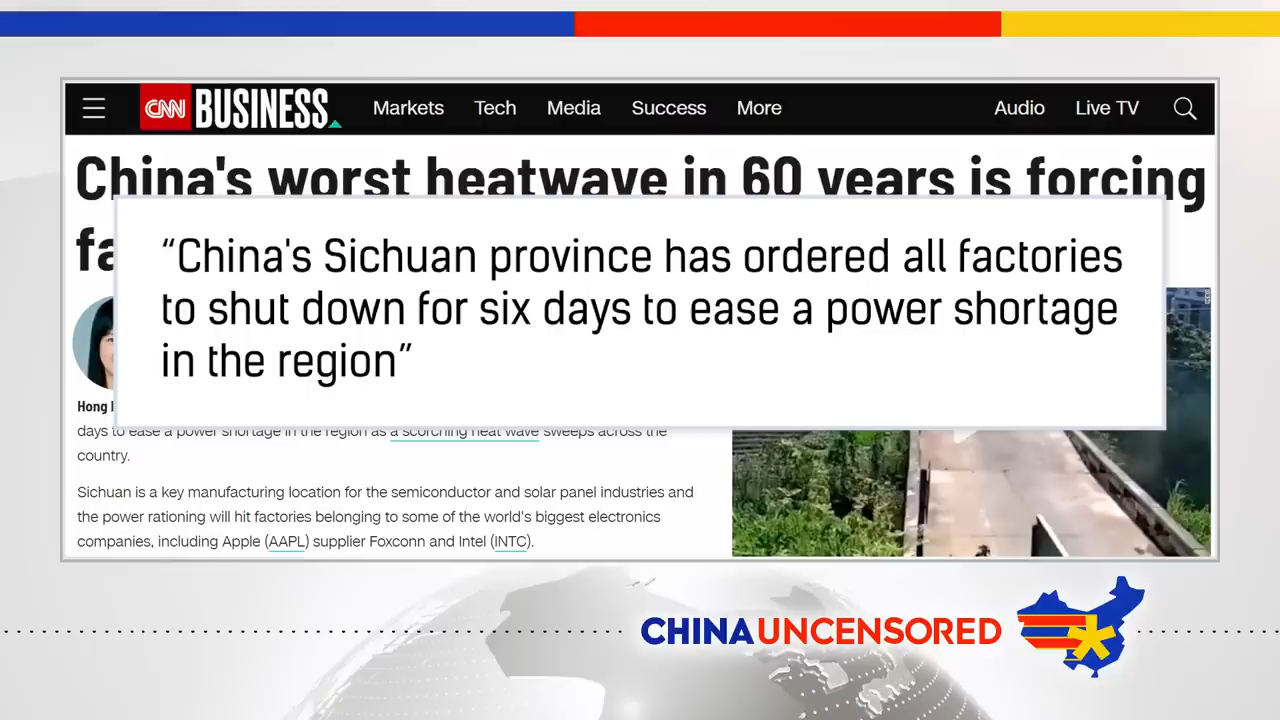 CNN BUSINESS Markets Tech Media Success More Audio Live TV
China's worst heatwave in 60 years is forcing
fa
“China's Sichuan province has ordered all factories
to shut down for six days to ease a power shortage
in the region”
Hong
days to ease a power shortage in the region as a scorching heat wave sweeps across the
country.
Sichuan is a key manufacturing location for the semiconductor and solar panel industries and
the power rationing will hit factories belonging to some of the world's biggest electronics
companies, including Apple (AAPL) supplier Foxconn and Intel (INTC).
CHINA UNCENSORED